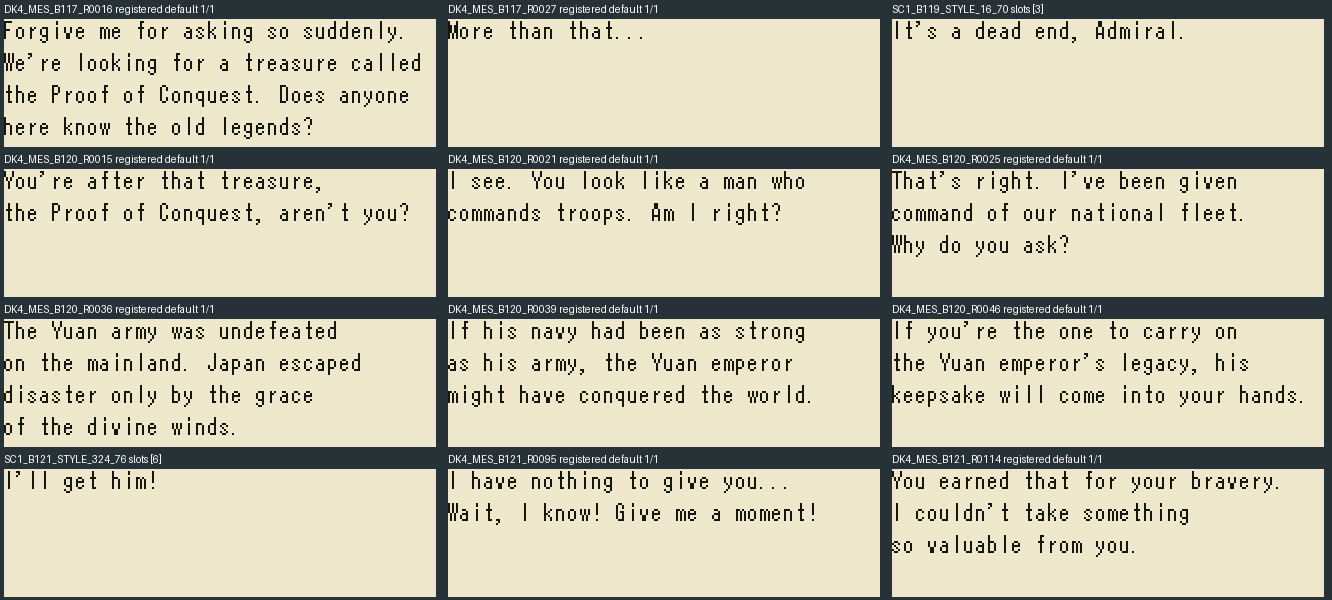 DK4_MES_B117_R0016 registered default 1/1
Forgive me for asking so suddenly.
We're looking for a treasure called
the Proof of Conquest. Does anyone
here know the old legends?
DK4_MES_B117_R0027 registered default 1/1
More than that...
SC1_B119_STYLE_16_70 slots [3]
It's a dead end, Admiral.
DK4_MES_B120_R0015 registered default 1/1
You're after that treasure,
the Proof of Conquest, aren't you?
DK4_MES_B120_R0021 registered default 1/1
I see. You look like a man who
commands troops. Am I right?
DK4_MES_B120_R0025 registered default 1/1
That's right. I've been given
command of our national fleet.
Why do you ask?
DK4_MES_B120_R0036 registered default 1/1
The Yuan army was undefeated
on the mainland. Japan escaped
disaster only by the grace
of the divine winds.
DK4_MES_B120_R0039 registered default 1/1
If his navy had been as strong
as his army, the Yuan emperor
might have conquered the world.
DK4_MES_B120_R0046 registered default 1/1
If you're the one to carry on
the Yuan emperor's legacy, his
keepsake will come into your hands.
SC1_B121_STYLE_324_76 slots [6]
I'll get him!
DK4_MES_B121_R0095 registered default 1/1
I have nothing to give you...
Wait, I know! Give me a moment!
DK4_MES_B121_R0114 registered default 1/1
You earned that for your bravery.
I couldn't take something
so valuable from you.